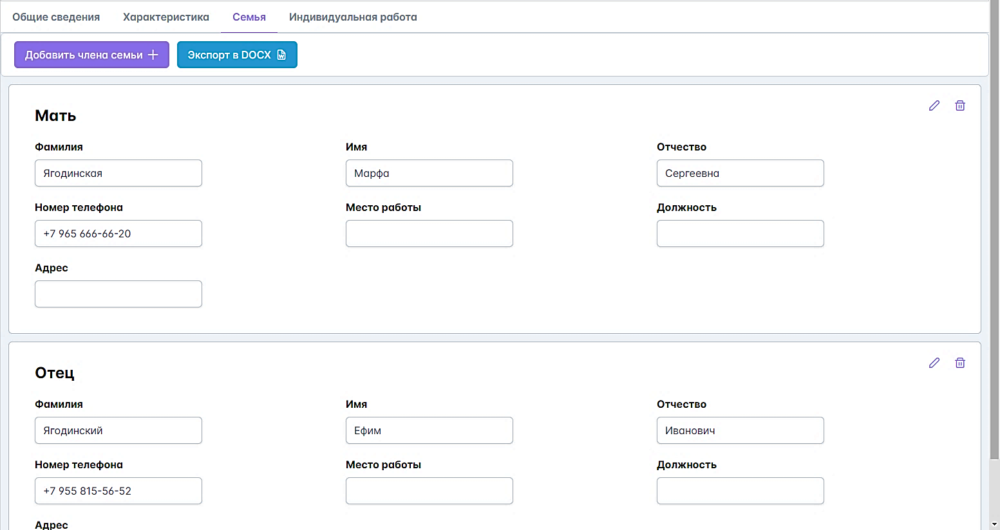 Общие сведения Характеристика Семья Индивидуальная работа
Добавить члена семьи Экспорт в DOCX
Мать
Фамилия Имя Отчество
Ягодинская Марфа Сергеевна
Номер телефона Место работы Должность
+7 965 666-66-20
Адрес
Отец
Фамилия Имя Отчество
Ягодинский Ефим Иванович
Номер телефона Место работы Должность
+7 955 815-56-52
Адрес